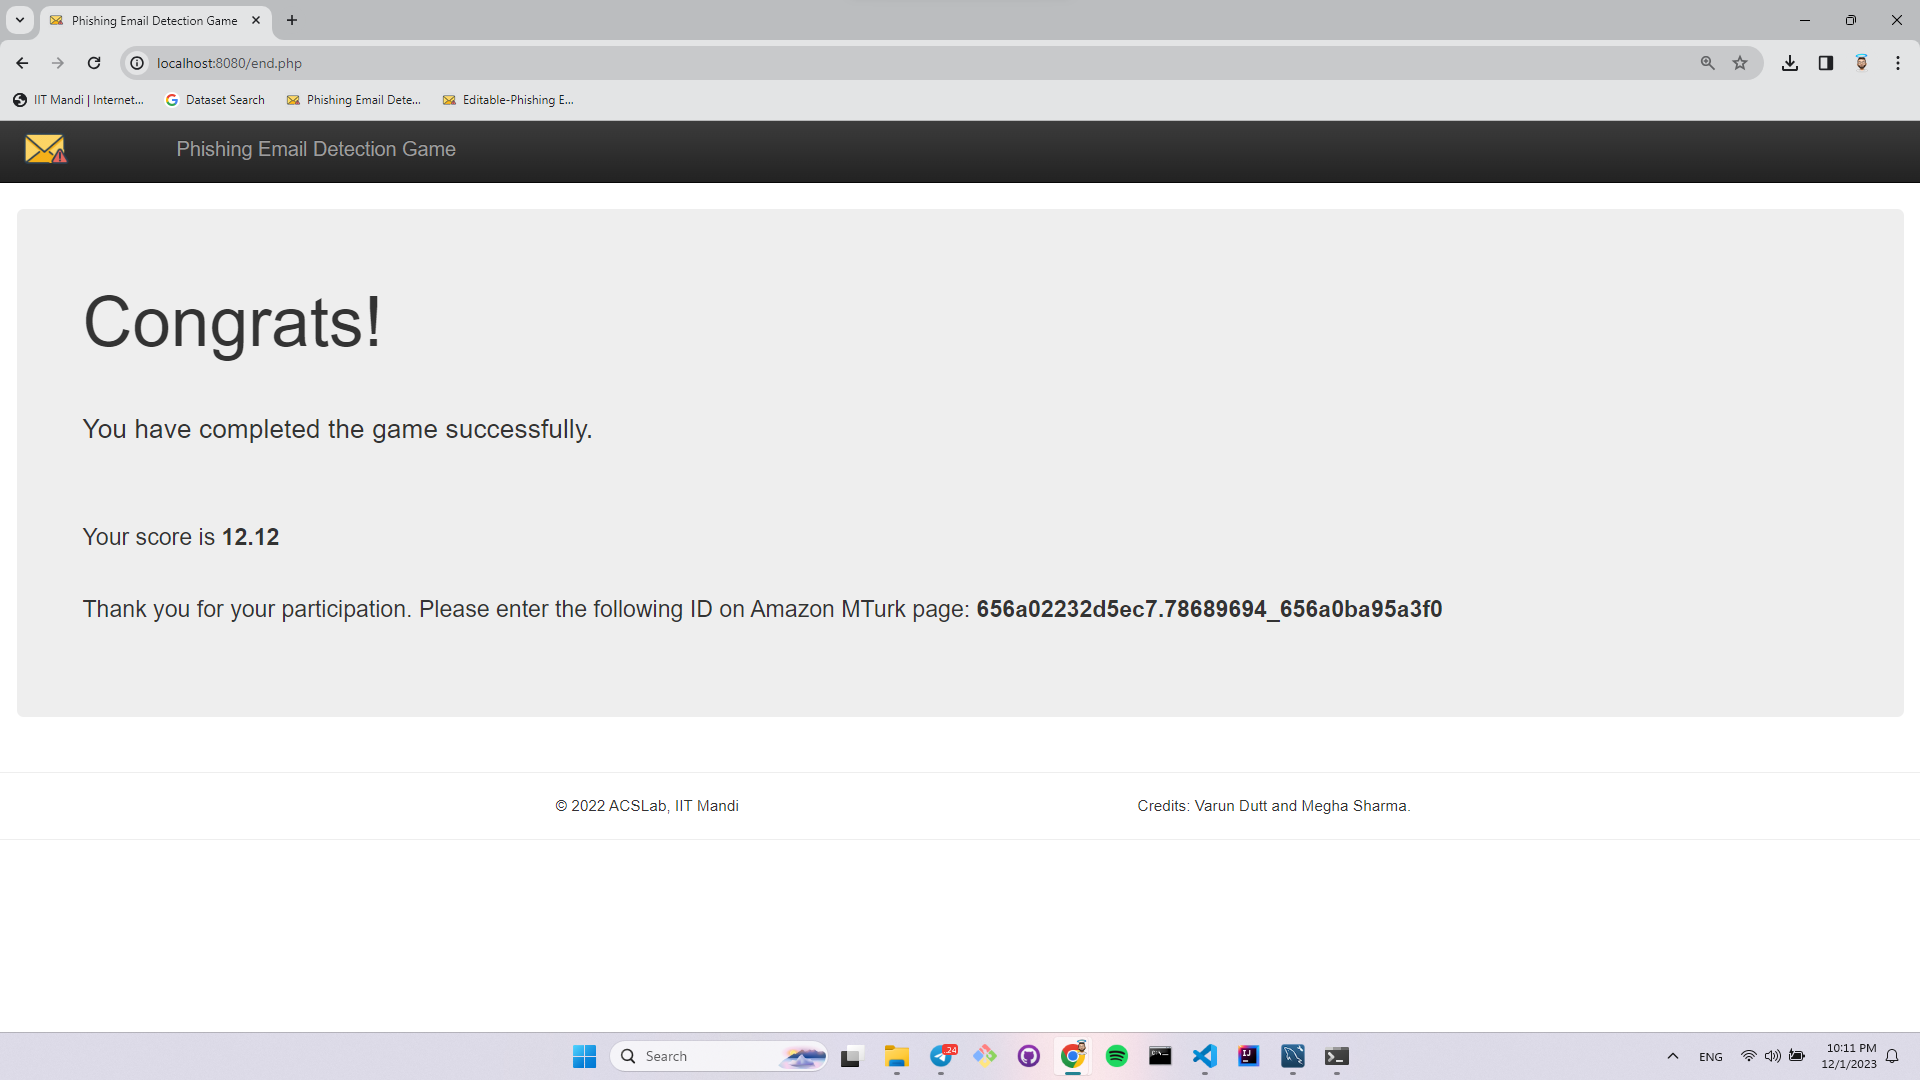 Phishing Email Detection Game
localhost:8080/end.php
IIT Mandi | Internet...
Dataset Search
Phishing Email Dete...
Editable-Phishing E...
Phishing Email Detection Game
Congrats!
You have completed the game successfully.
Your score is 12.12
Thank you for your participation. Please enter the following ID on Amazon MTurk page: 656a02232d5ec7.78689694_656a0ba95a3f0
© 2022 ACSLab, IIT Mandi
Credits: Varun Dutt and Megha Sharma.
Search
24
ENG
10:11 PM
12/1/2023